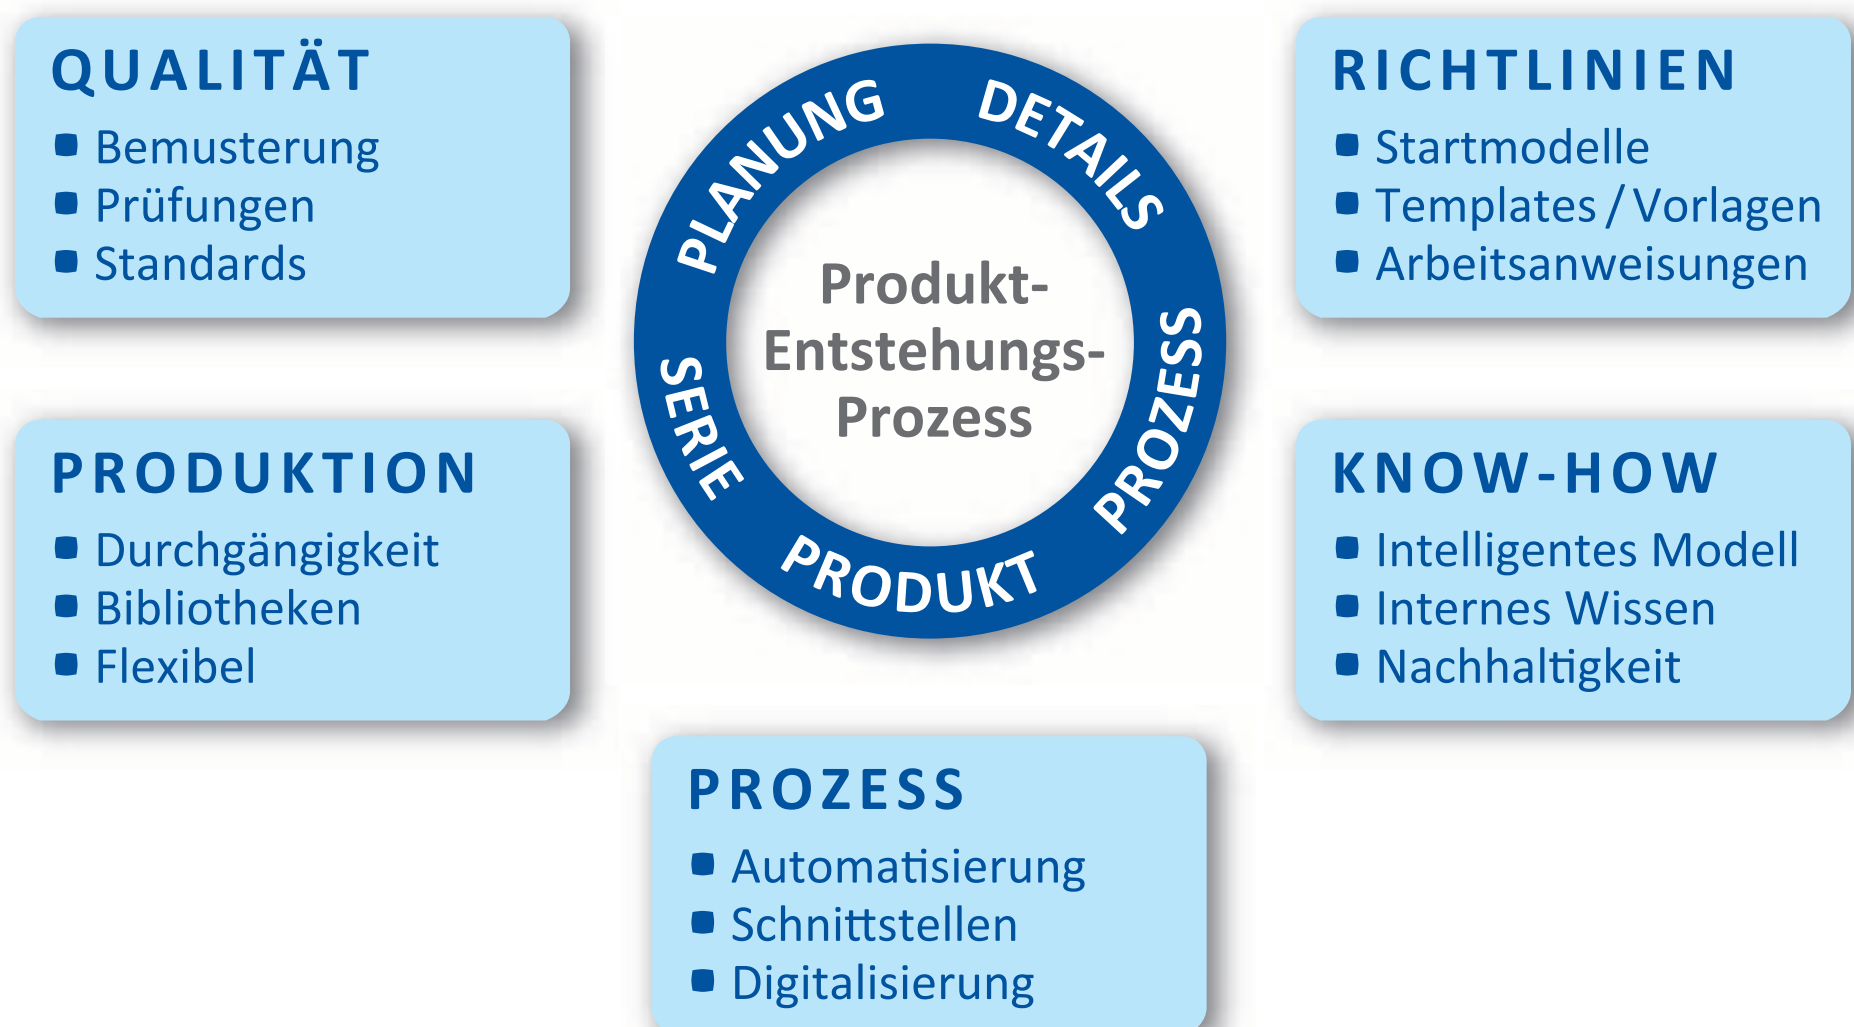 QUALITÄT
▪ Bemusterung
▪ Prüfungen
▪ Standards
PLANUNG
DETAILS
PROZESS
PRODUKT
SERIE
Produkt-
Entstehungs-
Prozess
RICHTLINIEN
▪ Startmodelle
▪ Templates / Vorlagen
▪ Arbeitsanweisungen
PRODUKTION
▪ Durchgängigkeit
▪ Bibliotheken
▪ Flexibel
KNOW-HOW
▪ Intelligentes Modell
▪ Internes Wissen
▪ Nachhaltigkeit
PROZESS
▪ Automatisierung
▪ Schnittstellen
▪ Digitalisierung